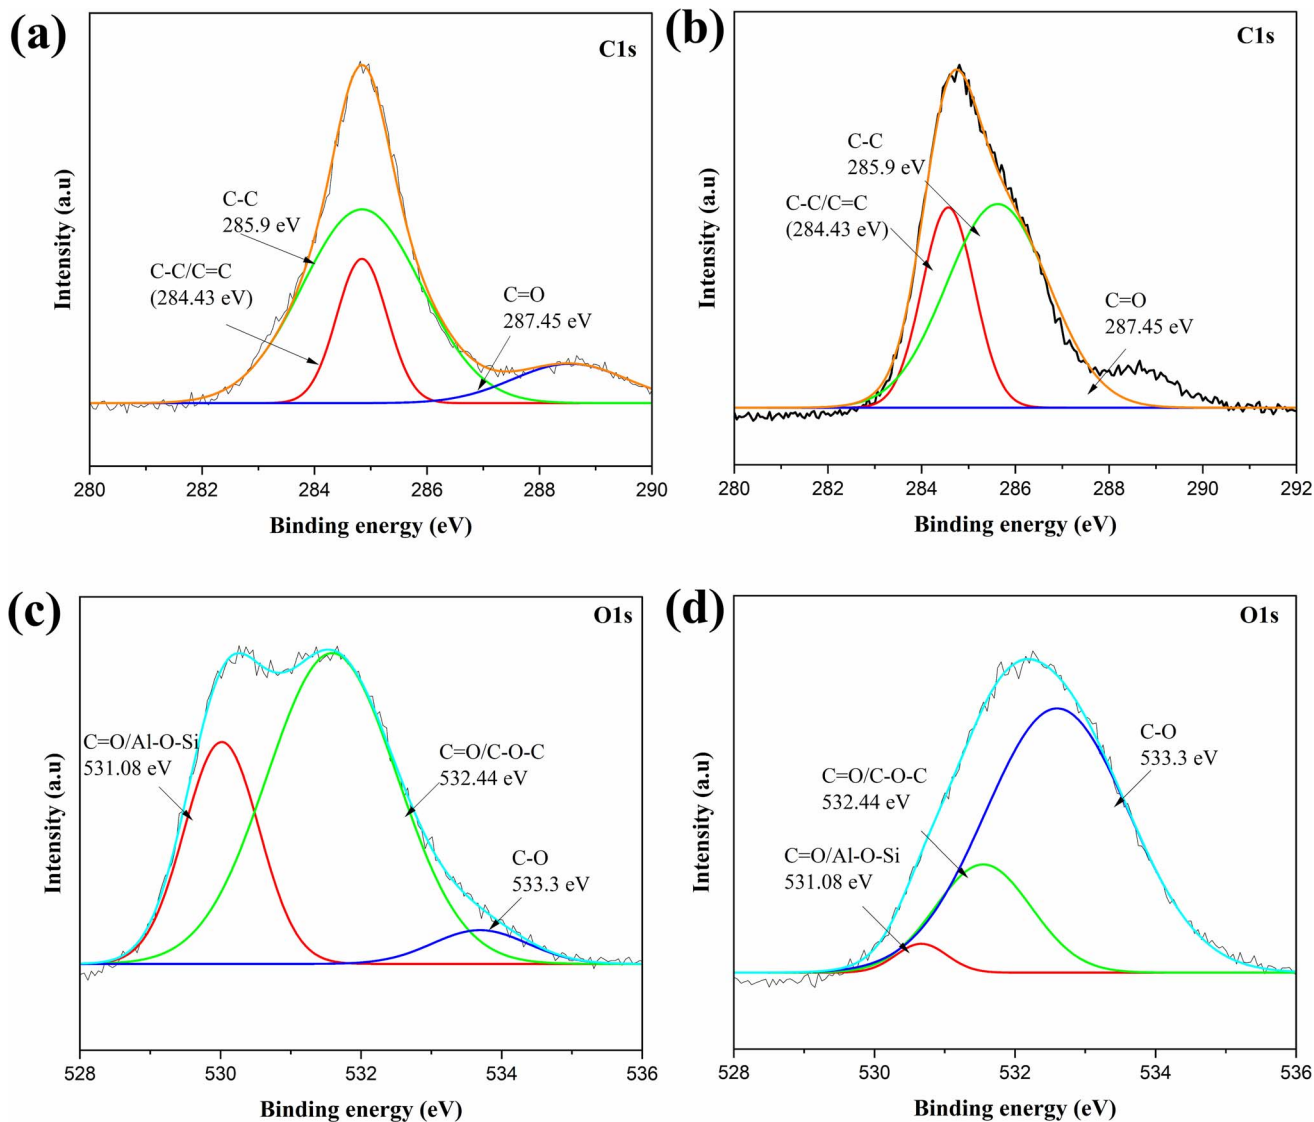 (a)
C1s
C-C
285.9 eV
C-C/C=C
(284.43 eV)
C=O
287.45 eV
Intensity (a.u)
280 282 284 286 288 290
Binding energy (eV)
(b)
C1s
C-C
285.9 eV
C-C/C=C
(284.43 eV)
C=O
287.45 eV
Intensity (a.u)
280 282 284 286 288 290 292
Binding energy (eV)
(c)
O1s
C=O/Al-O-Si
531.08 eV
C=O/C-O-C
532.44 eV
C-O
533.3 eV
Intensity (a.u)
528 530 532 534 536
Binding energy (eV)
(d)
O1s
C-O
533.3 eV
C=O/C-O-C
532.44 eV
C=O/Al-O-Si
531.08 eV
Intensity (a.u)
528 530 532 534 536
Binding energy (eV)